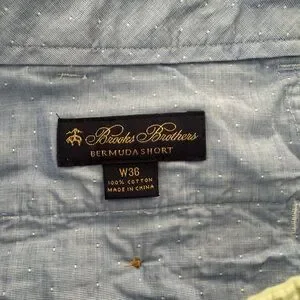 Brooks Brothers
BERMUDA SHORT
W36
100% COTTON
MADE IN CHINA